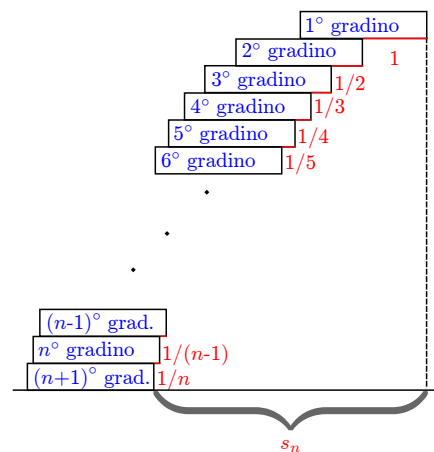 1° gradino
2° gradino
1
3° gradino
1/2
4° gradino
1/3
5° gradino
1/4
6° gradino
1/5
(n-1)° grad.
n° gradino
1/(n-1)
(n+1)° grad.
1/n
sₙ